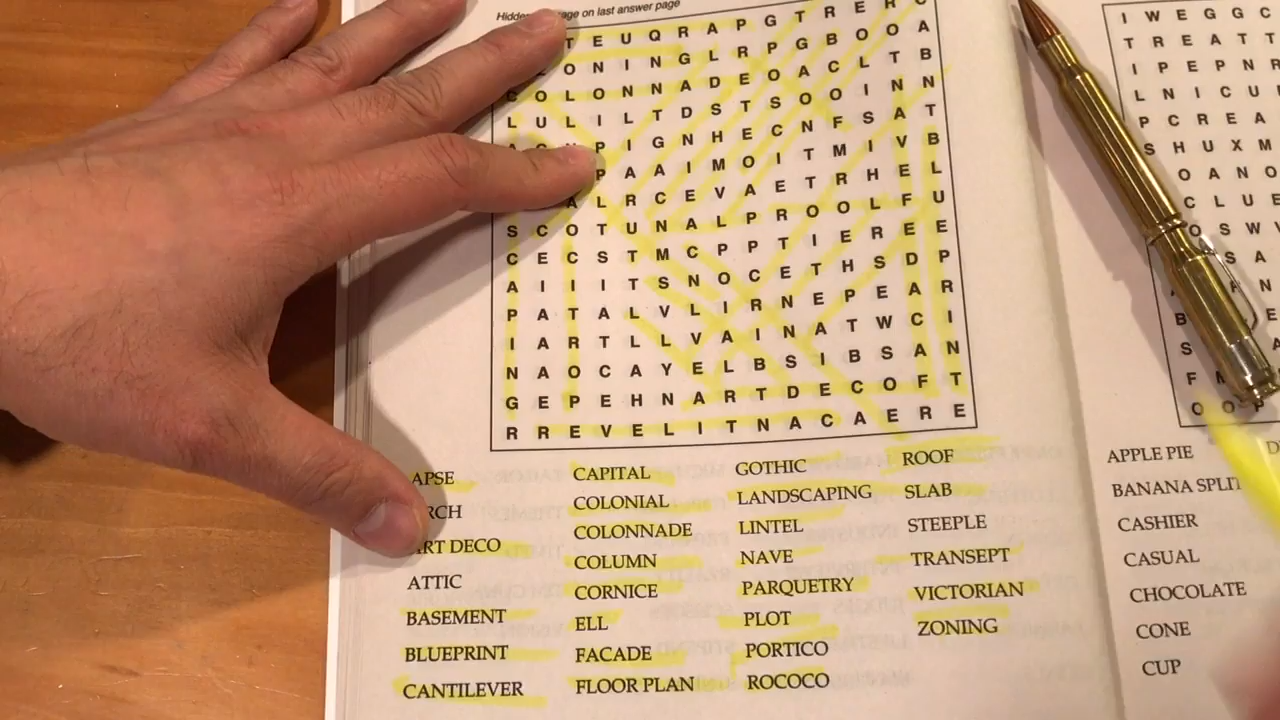 Hidden on last answer page
T E U Q R A P G T R E R C
O N I N G L R P G B O O A
C O L O N N A D E O A C L T B
L U L I L T D S T S O O I N N
P I G N H E C N F S A T
P A A I M O I T M I V B
A L R C E V A E T R H E L
S C O T U N A L P R O O L F U
C E C S T M C P P T I E R E E
A I I I T S N O C E T H S D P
P A T A L V L I R N E P E A R
I A R T L L V A I N A T W C I
N A O C A Y E L B S I B S A N
G E P E H N A R T D E C O F T
R R E V E L I T N A C A E R E
APSE
ART DECO
ATTIC
BASEMENT
BLUEPRINT
CANTILEVER
CAPITAL
COLONIAL
COLONNADE
COLUMN
CORNICE
ELL
FACADE
FLOOR PLAN
GOTHIC
LANDSCAPING
LINTEL
NAVE
PARQUETRY
PLOT
PORTICO
ROCOCO
ROOF
SLAB
STEEPLE
TRANSEPT
VICTORIAN
ZONING
I W E G G C
T R E A T T
I P E P N R
L N I C U
P C R E A
S H U X M
O A N O
C L U E
O S W V
S A
APPLE PIE
BANANA SPLIT
CASHIER
CASUAL
CHOCOLATE
CONE
CUP